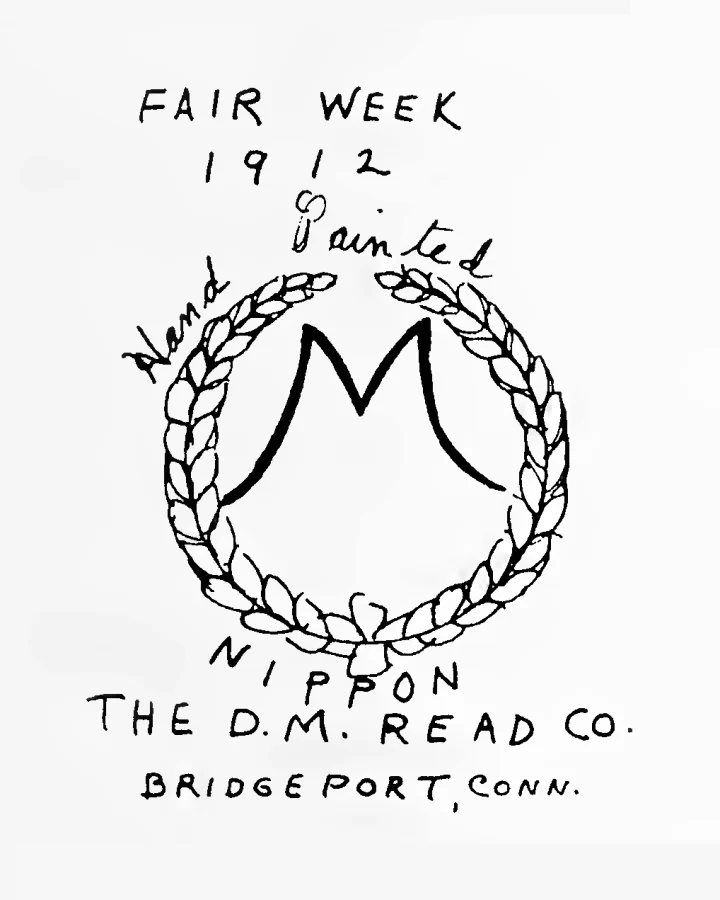 FAIR WEEK
1912
Hand Painted
M
NIPPON
THE D.M. READ CO.
BRIDGEPORT, CONN.